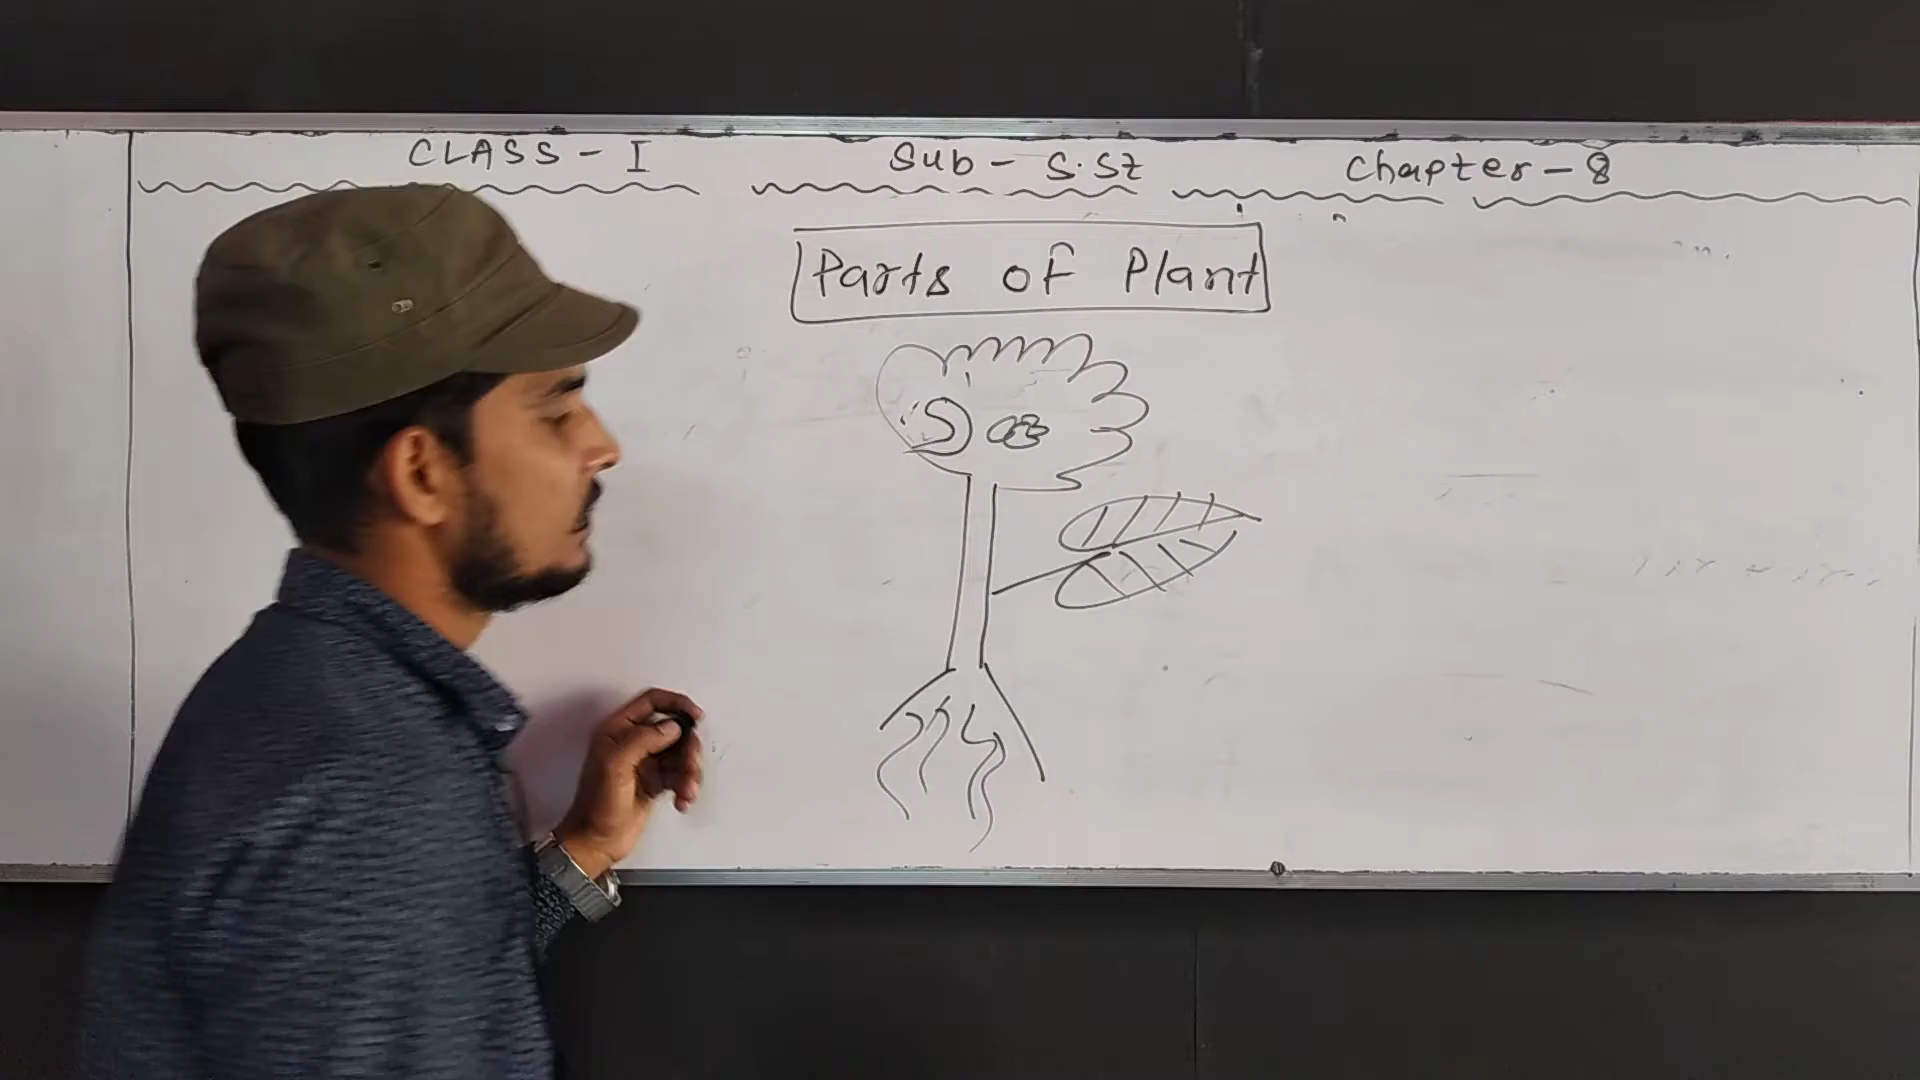 CLASS - I Sub - S.St Chapter - 8
Parts of Plant